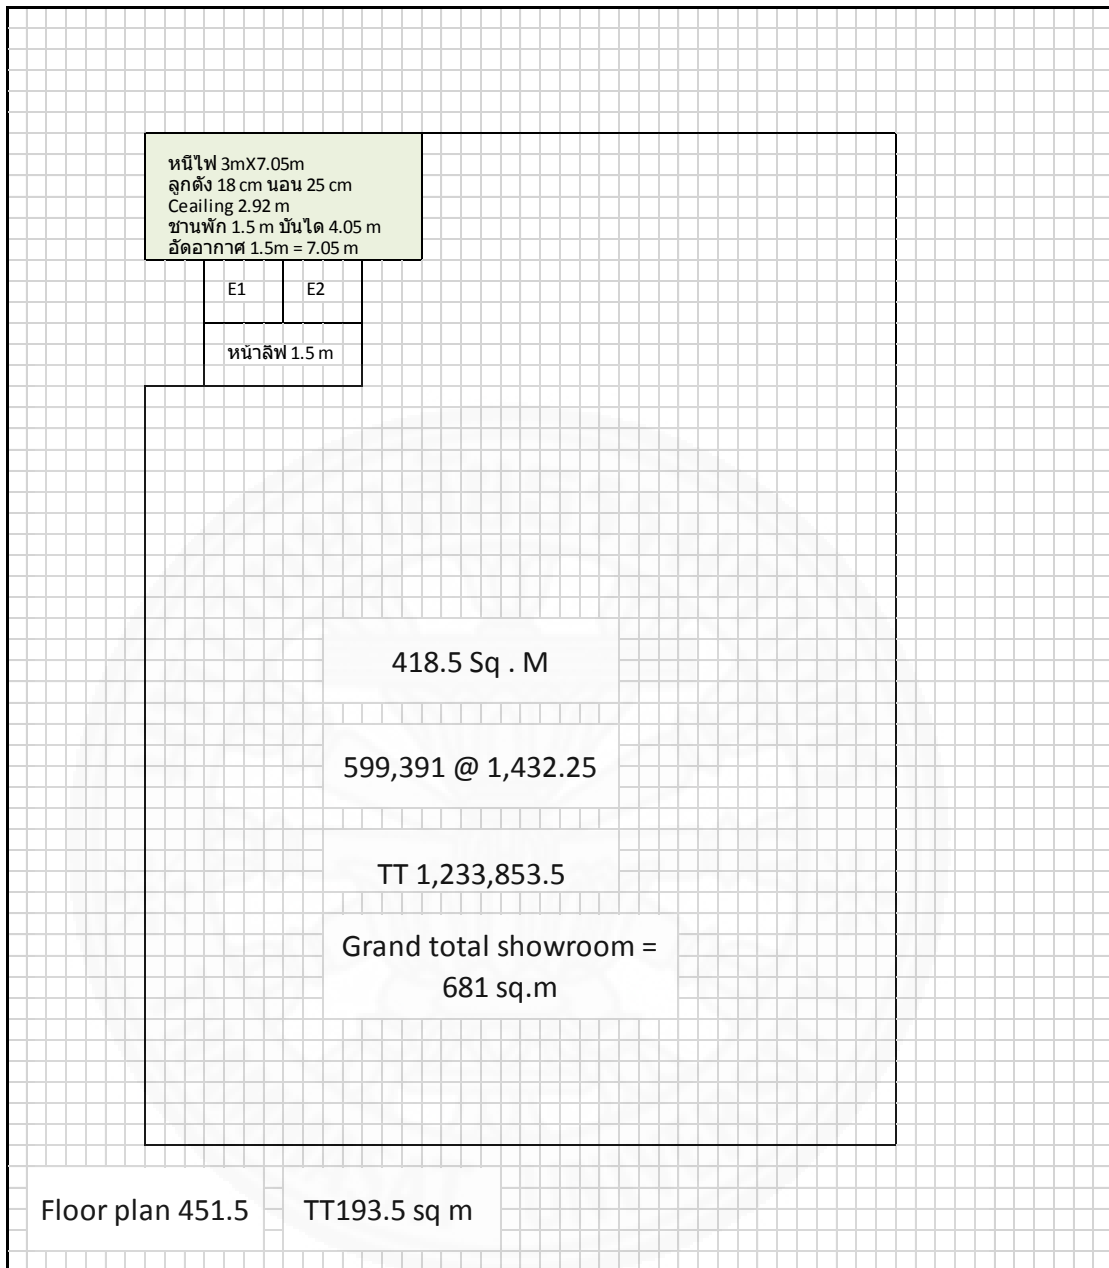 หนีไฟ 3mX7.05m
ลูกตั้ง 18 cm นอน 25 cm
Ceailing 2.92 m
ชานพัก 1.5 m บันได 4.05 m
อัดอากาศ 1.5m = 7.05 m
E1 E2
หน้าลิฟ 1.5 m
418.5 Sq . M
599,391 @ 1,432.25
TT 1,233,853.5
Grand total showroom =
681 sq.m
Floor plan 451.5 TT193.5 sq m